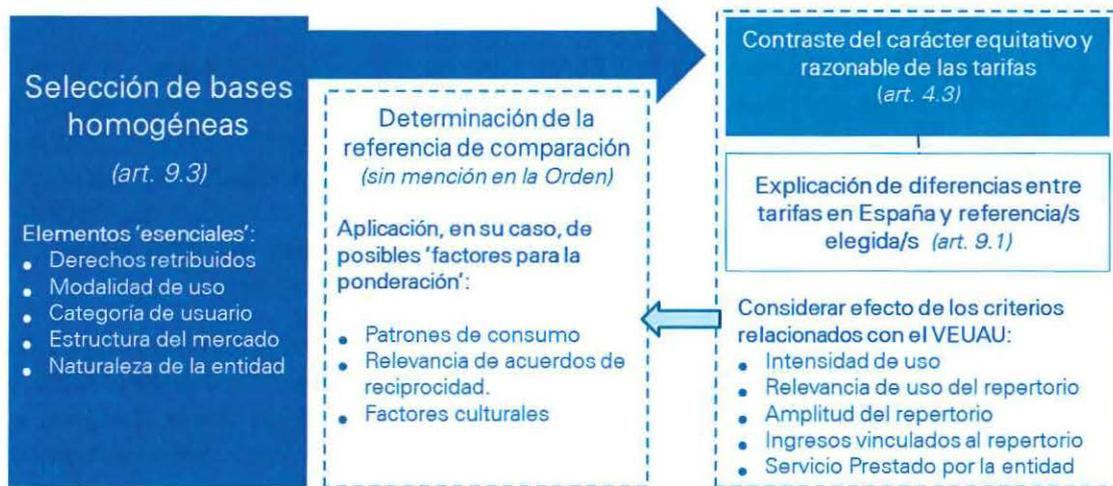 Selección de bases
homogéneas
(art. 9.3)
Elementos 'esenciales':
• Derechos retribuidos
• Modalidad de uso
• Categoría de usuario
• Estructura del mercado
• Naturaleza de la entidad
Determinación de la
referencia de comparación
(sin mención en la Orden)
Aplicación, en su caso, de
posibles 'factores para la
ponderación':
• Patrones de consumo
• Relevancia de acuerdos de
reciprocidad.
• Factores culturales
Contraste del carácter equitativo y
razonable de las tarifas
(art. 4.3)
Explicación de diferencias entre
tarifas en España y referencia/s
elegida/s (art. 9.1)
Considerar efecto de los criterios
relacionados con el VEUAU:
• Intensidad de uso
• Relevancia de uso del repertorio
• Amplitud del repertorio
• Ingresos vinculados al repertorio
• Servicio Prestado por la entidad